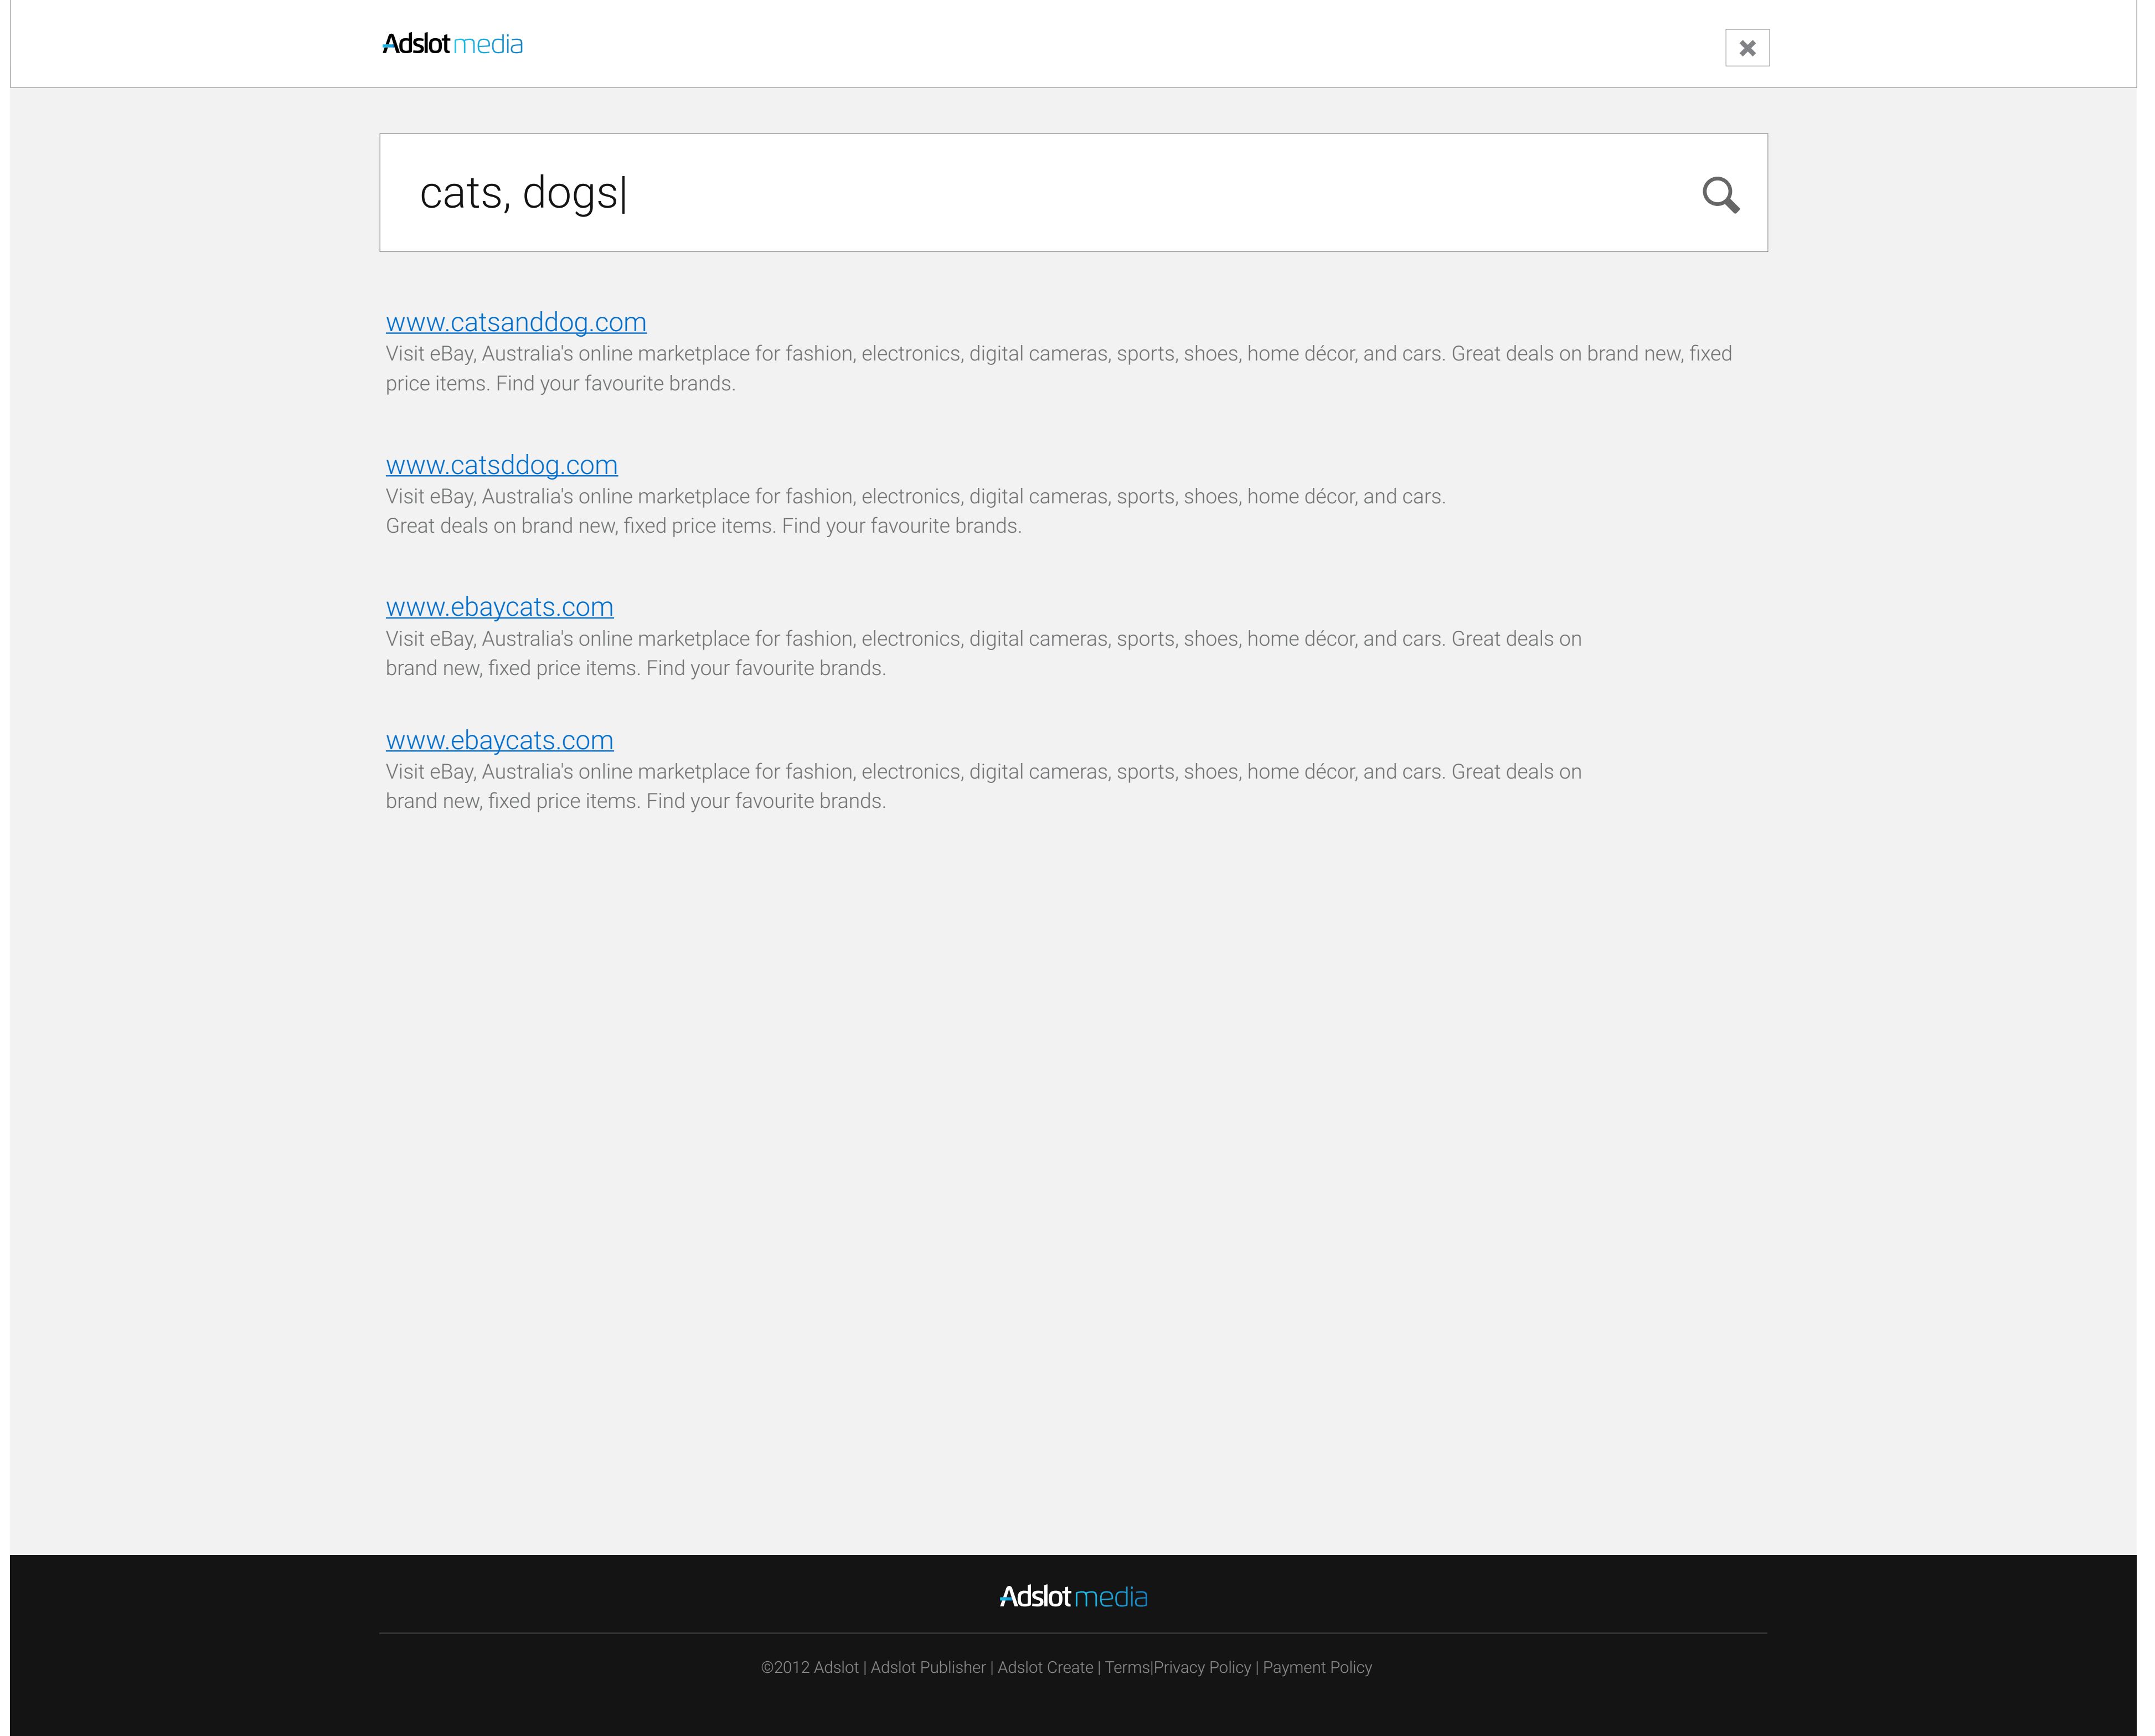 Adslot media
cats, dogs|
www.catsanddog.com
Visit eBay, Australia's online marketplace for fashion, electronics, digital cameras, sports, shoes, home décor, and cars. Great deals on brand new, fixed
price items. Find your favourite brands.
www.catsddog.com
Visit eBay, Australia's online marketplace for fashion, electronics, digital cameras, sports, shoes, home décor, and cars.
Great deals on brand new, fixed price items. Find your favourite brands.
www.ebaycats.com
Visit eBay, Australia's online marketplace for fashion, electronics, digital cameras, sports, shoes, home décor, and cars. Great deals on
brand new, fixed price items. Find your favourite brands.
www.ebaycats.com
Visit eBay, Australia's online marketplace for fashion, electronics, digital cameras, sports, shoes, home décor, and cars. Great deals on
brand new, fixed price items. Find your favourite brands.
Adslot media
©2012 Adslot | Adslot Publisher | Adslot Create | Terms|Privacy Policy | Payment Policy